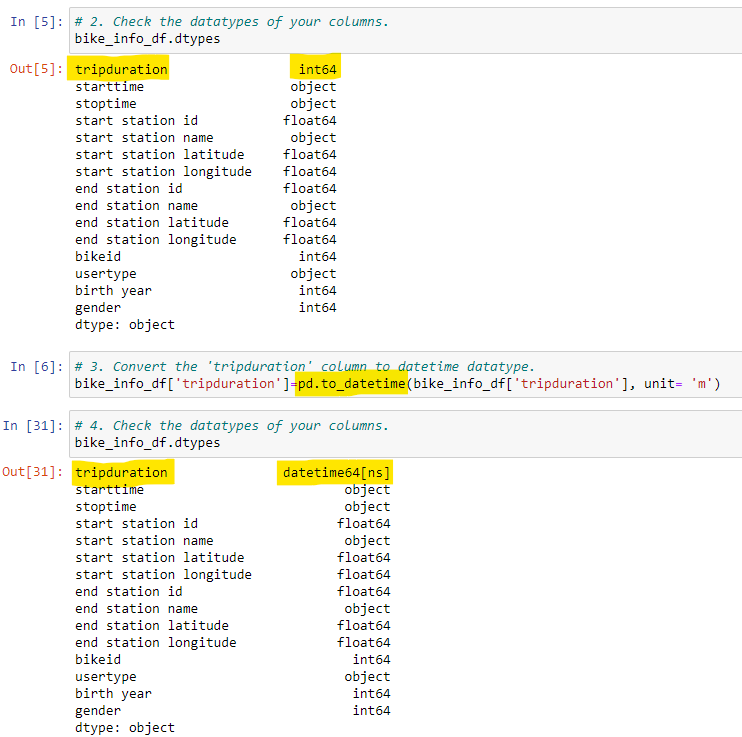 In [5]: # 2. Check the datatypes of your columns.
bike_info_df.dtypes
Out[5]: tripduration int64
starttime object
stoptime object
start station id float64
start station name object
start station latitude float64
start station longitude float64
end station id float64
end station name object
end station latitude float64
end station longitude float64
bikeid int64
usertype object
birth year int64
gender int64
dtype: object
In [6]: # 3. Convert the 'tripduration' column to datetime datatype.
bike_info_df['tripduration']=pd.to_datetime(bike_info_df['tripduration'], unit= 'm')
In [31]: # 4. Check the datatypes of your columns.
bike_info_df.dtypes
Out[31]: tripduration datetime64[ns]
starttime object
stoptime object
start station id float64
start station name object
start station latitude float64
start station longitude float64
end station id float64
end station name object
end station latitude float64
end station longitude float64
bikeid int64
usertype object
birth year int64
gender int64
dtype: object